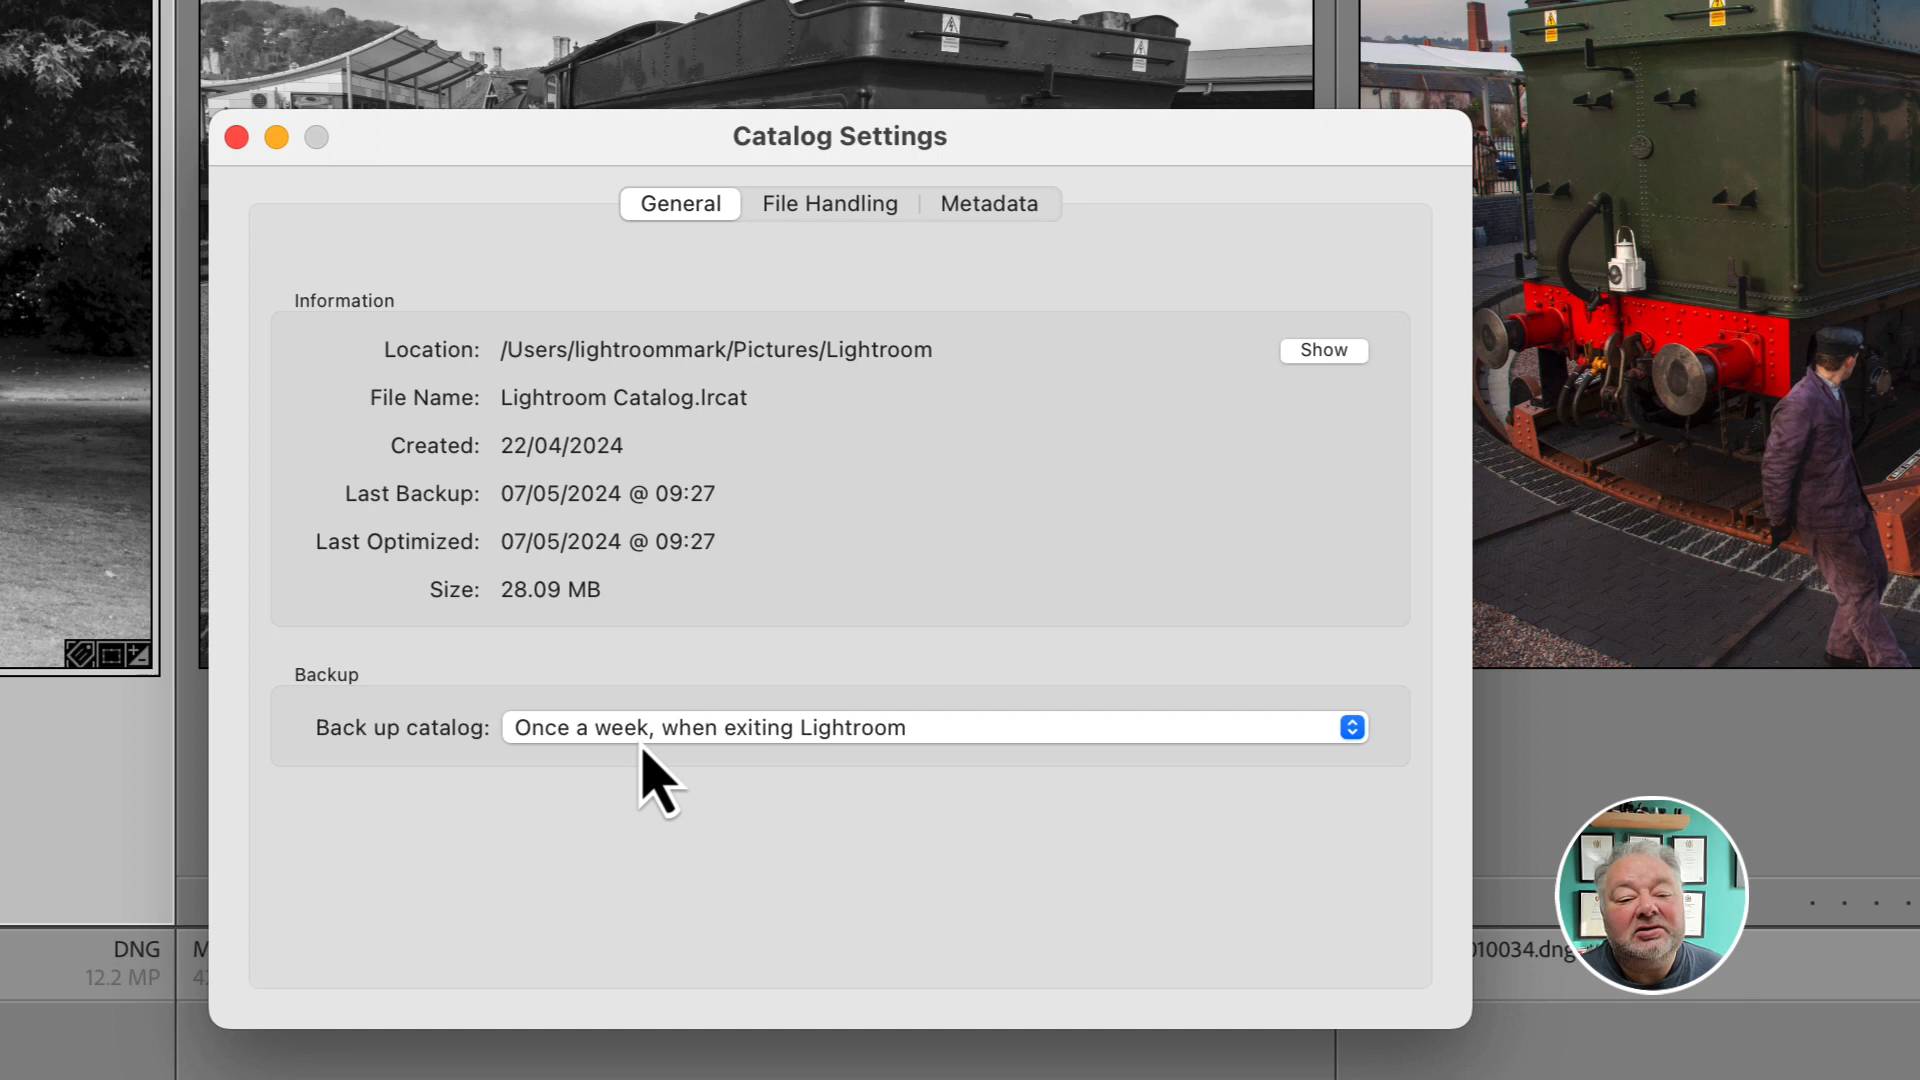 Catalog Settings
General File Handling Metadata
Information
Location: /Users/lightroommark/Pictures/Lightroom Show
File Name: Lightroom Catalog.lrcat
Created: 22/04/2024
Last Backup: 07/05/2024 @ 09:27
Last Optimized: 07/05/2024 @ 09:27
Size: 28.09 MB
Backup
Back up catalog: Once a week, when exiting Lightroom
DNG
12.2 MP
010034.dng